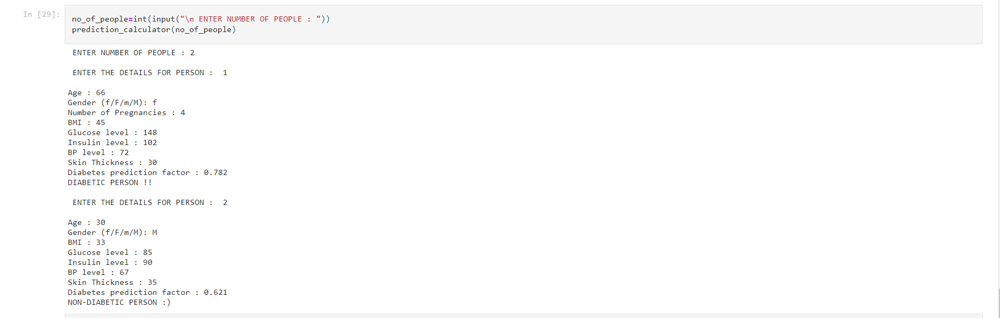 In [29]:
no_of_people=int(input("\n ENTER NUMBER OF PEOPLE : "))
prediction_calculator(no_of_people)
ENTER NUMBER OF PEOPLE : 2
ENTER THE DETAILS FOR PERSON :  1
Age : 66
Gender (f/F/m/M): f
Number of Pregnancies : 4
BMI : 45
Glucose level : 148
Insulin level : 102
BP level : 72
Skin Thickness : 30
Diabetes prediction factor : 0.782
DIABETIC PERSON !!
ENTER THE DETAILS FOR PERSON :  2
Age : 30
Gender (f/F/m/M): M
BMI : 33
Glucose level : 85
Insulin level : 90
BP level : 67
Skin Thickness : 35
Diabetes prediction factor : 0.621
NON-DIABETIC PERSON :)